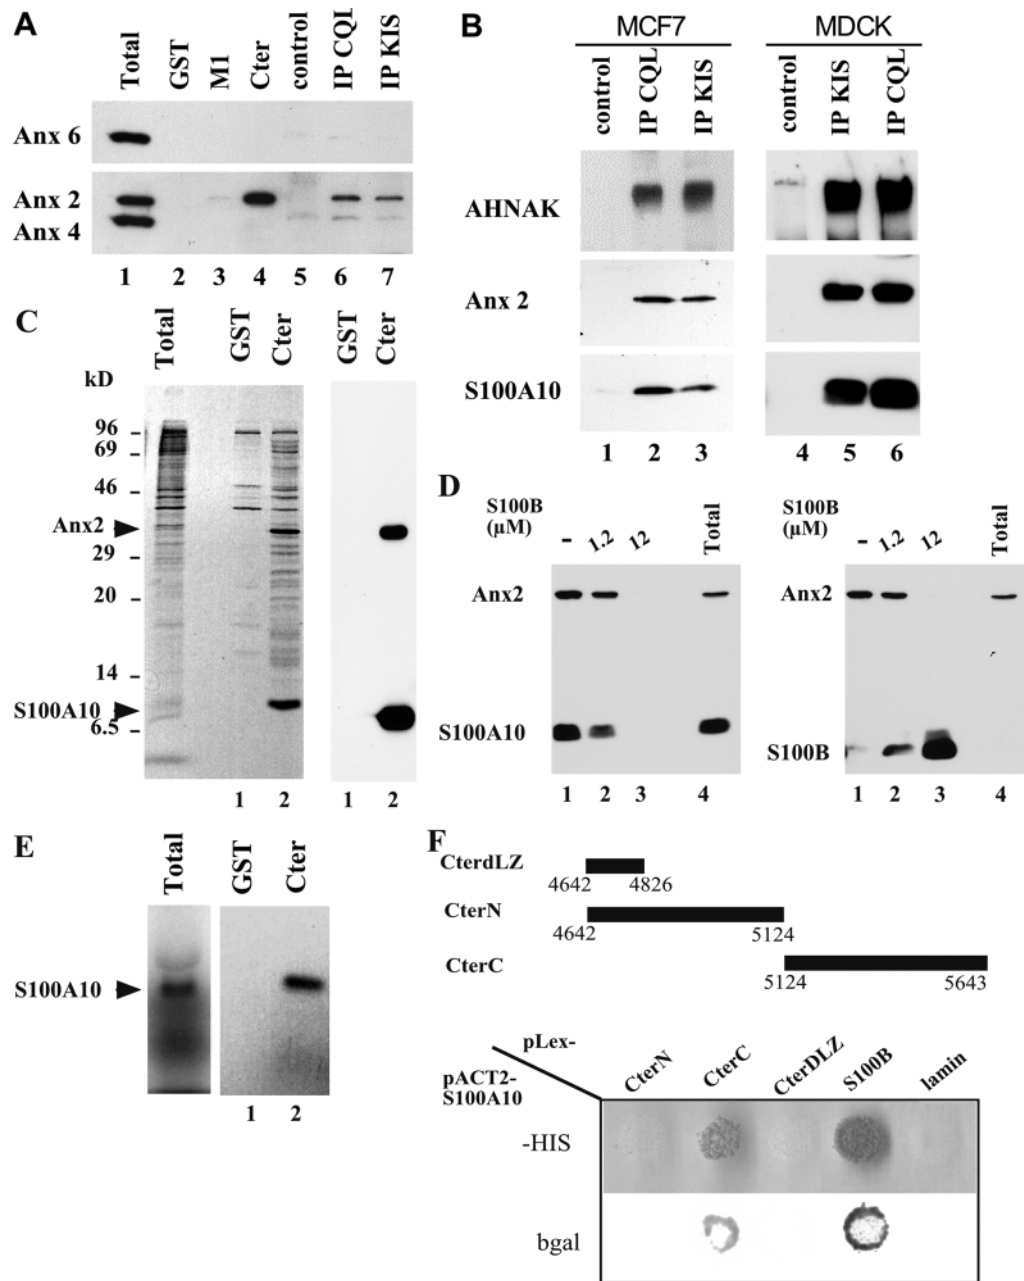 A
Total
GST
M1
Cter
control
IP CQL
IP KIS
Anx 6
Anx 2
Anx 4
1 2 3 4 5 6 7
B
MCF7
MDCK
control
IP CQL
IP KIS
control
IP KIS
IP CQL
AHNAK
Anx 2
S100A10
1 2 3 4 5 6
C
Total
GST
Cter
GST
Cter
kD
96
69
46
Anx2
29
20
14
S100A10
6.5
1 2 1 2
D
S100B
(µM)
- 1.2 12 Total
Anx2
S100A10
1 2 3 4
S100B
(µM)
- 1.2 12 Total
Anx2
S100B
1 2 3 4
E
Total
GST
Cter
S100A10
1 2
F
CterdLZ
4642 4826
CterN
4642 5124
CterC
5124 5643
pLex-
pACT2-
S100A10
CterN
CterC
CterDLZ
S100B
lamin
-HIS
bgal